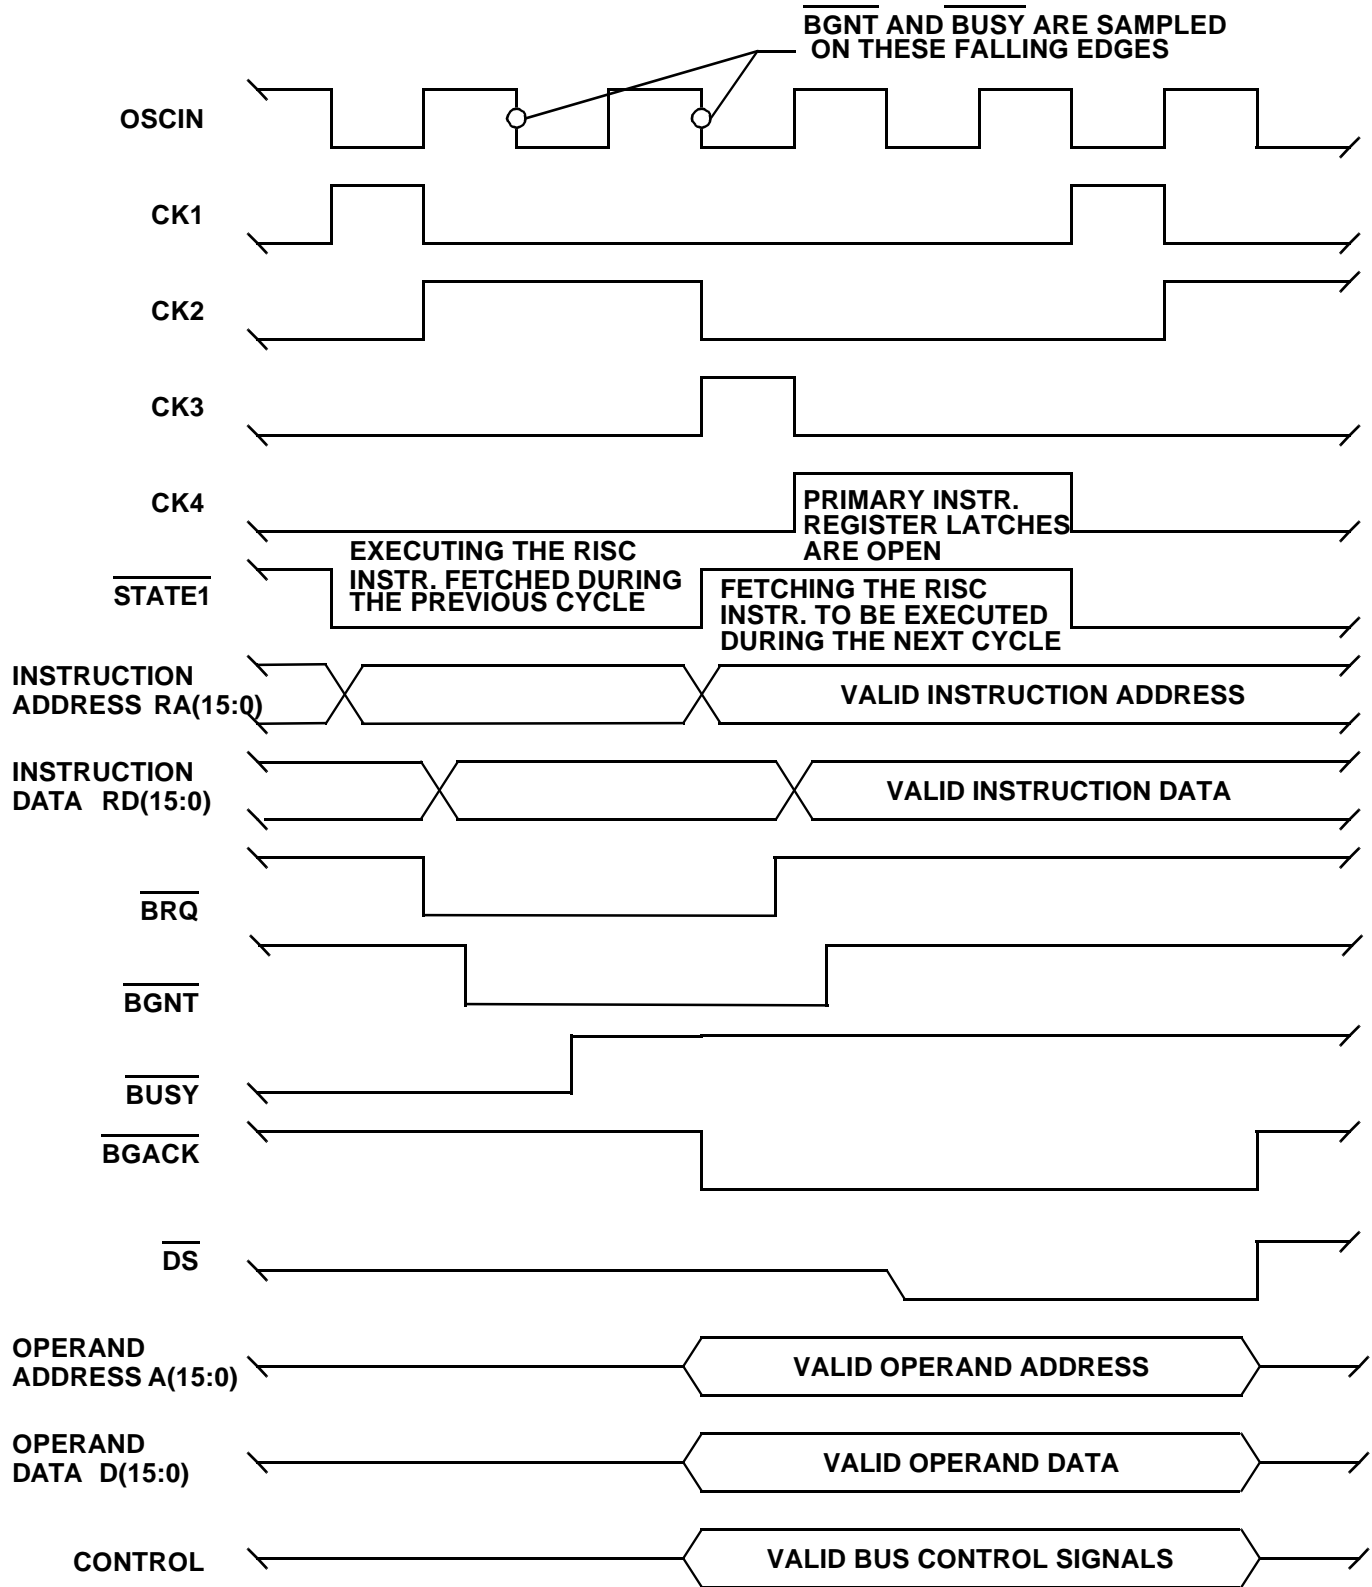 BGNT AND BUSY ARE SAMPLED
ON THESE FALLING EDGES
OSCIN
CK1
CK2
CK3
CK4
PRIMARY INSTR.
REGISTER LATCHES
ARE OPEN
STATE1
EXECUTING THE RISC
INSTR. FETCHED DURING
THE PREVIOUS CYCLE
FETCHING THE RISC
INSTR. TO BE EXECUTED
DURING THE NEXT CYCLE
INSTRUCTION
ADDRESS RA(15:0)
VALID INSTRUCTION ADDRESS
INSTRUCTION
DATA RD(15:0)
VALID INSTRUCTION DATA
BRQ
BGNT
BUSY
BGACK
DS
OPERAND
ADDRESS A(15:0)
VALID OPERAND ADDRESS
OPERAND
DATA D(15:0)
VALID OPERAND DATA
CONTROL
VALID BUS CONTROL SIGNALS